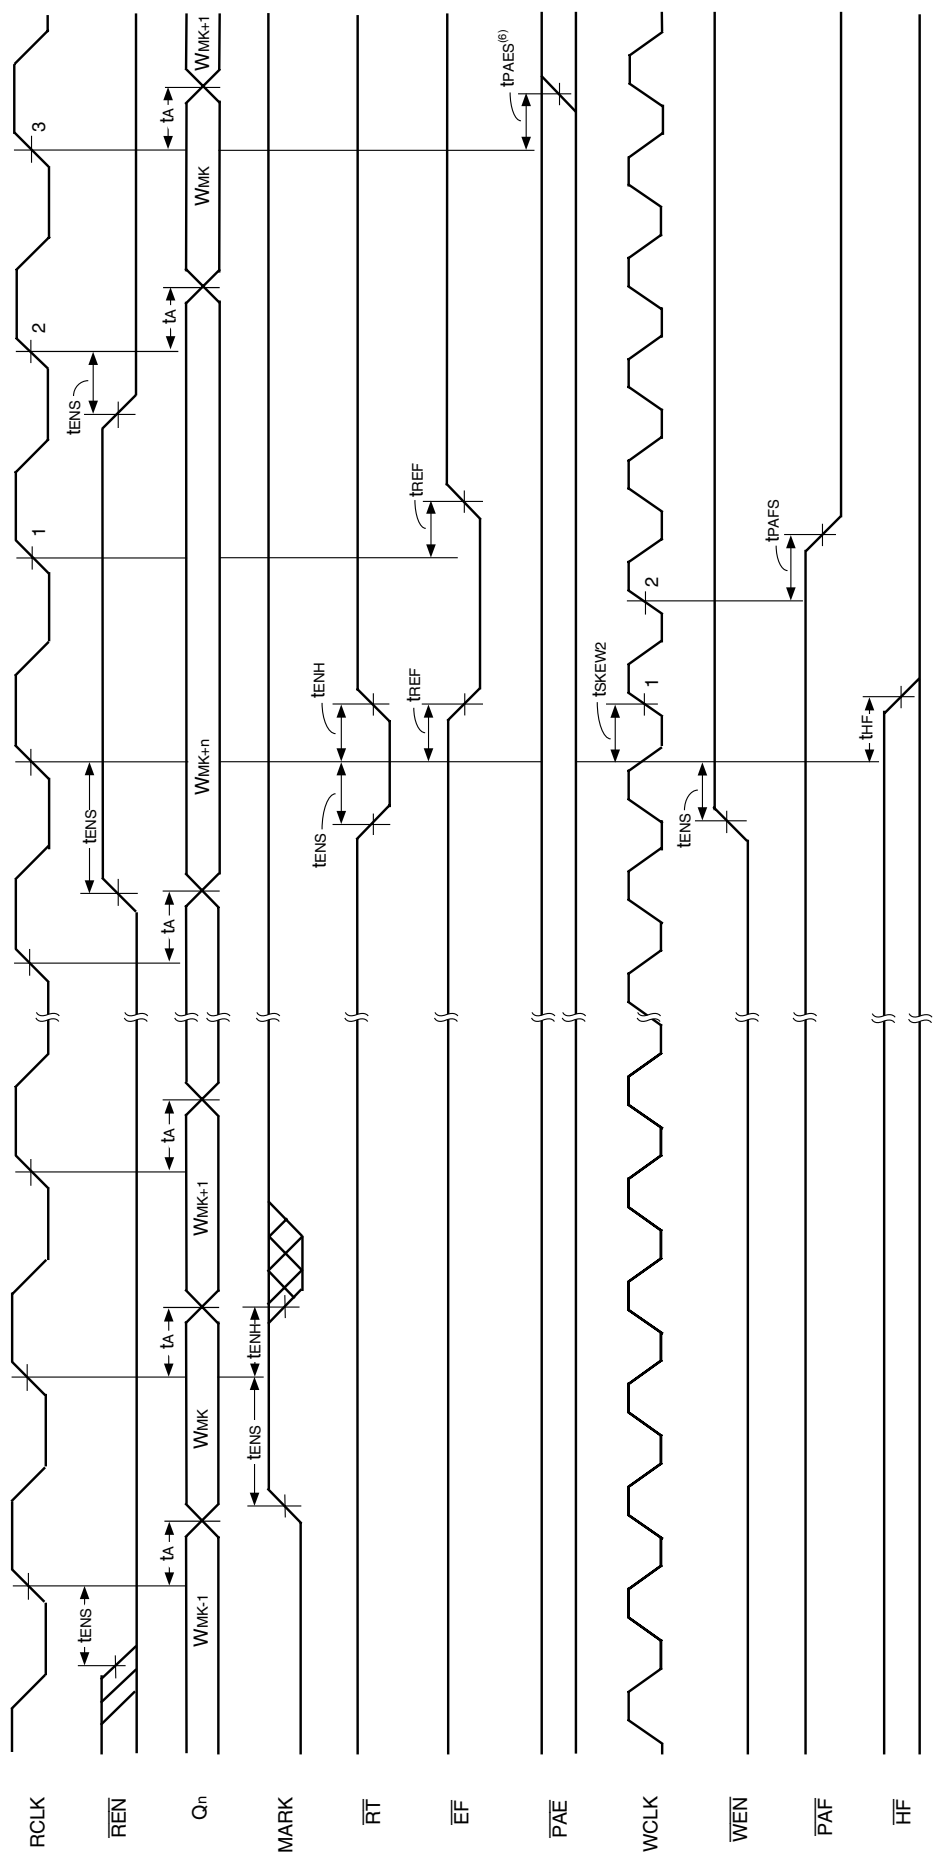 RCLK 1 2 3
tENS tENS tENS
REN
tA tA tA tA tA tA
Qn WMK-1 WMK WMK+1 WMK+n WMK WMK+1
tENS tENH
MARK
tENS tENH
RT
tREF tREF
EF
tPAES(6)
PAE
tSKEW2
WCLK 1 2
tENS
WEN
tPAFS
PAF
tHF
HF